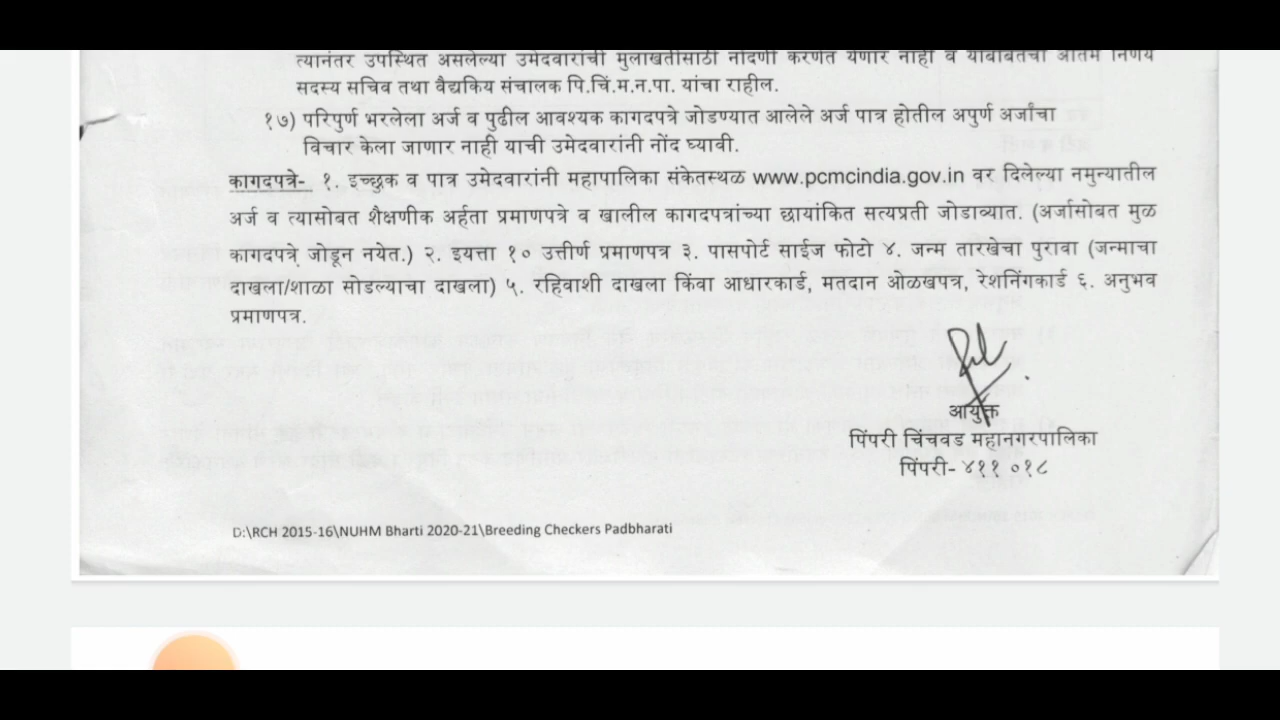 त्यानंतर उपस्थित असलेल्या उमेदवारांची मुलाखतीसाठी नोंदणी करणेत येणार नाही व याबाबतचा अंतिम निर्णय
सदस्य सचिव तथा वैद्यकिय संचालक पि.चिं.म.न.पा. यांचा राहील.
१७) परिपुर्ण भरलेला अर्ज व पुढील आवश्यक कागदपत्रे जोडण्यात आलेले अर्ज पात्र होतील अपुर्ण अर्जांचा
विचार केला जाणार नाही याची उमेदवारांनी नोंद घ्यावी.
कागदपत्रे- १. इच्छुक व पात्र उमेदवारांनी महापालिका संकेतस्थळ www.pcmcindia.gov.in वर दिलेल्या नमुन्यातील
अर्ज व त्यासोबत शैक्षणीक अर्हता प्रमाणपत्रे व खालील कागदपत्रांच्या छायांकित सत्यप्रती जोडाव्यात. (अर्जासोबत मुळ
कागदपत्रे जोडून नयेत.) २. इयत्ता १० उत्तीर्ण प्रमाणपत्र ३. पासपोर्ट साईज फोटो ४. जन्म तारखेचा पुरावा (जन्माचा
दाखला/शाळा सोडल्याचा दाखला) ५. रहिवाशी दाखला किंवा आधारकार्ड, मतदान ओळखपत्र, रेशनिंगकार्ड ६. अनुभव
प्रमाणपत्र.
आयुक्त
पिंपरी चिंचवड महानगरपालिका
पिंपरी- ४११ ०१८
D:\RCH 2015-16\NUHM Bharti 2020-21\Breeding Checkers Padbharati